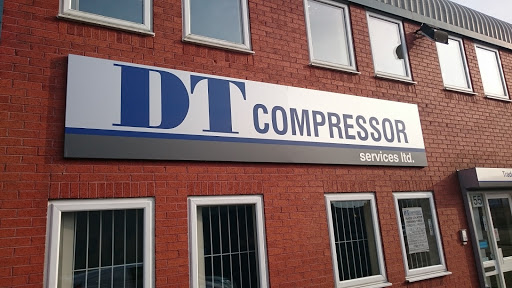 DT COMPRESSOR
services ltd.